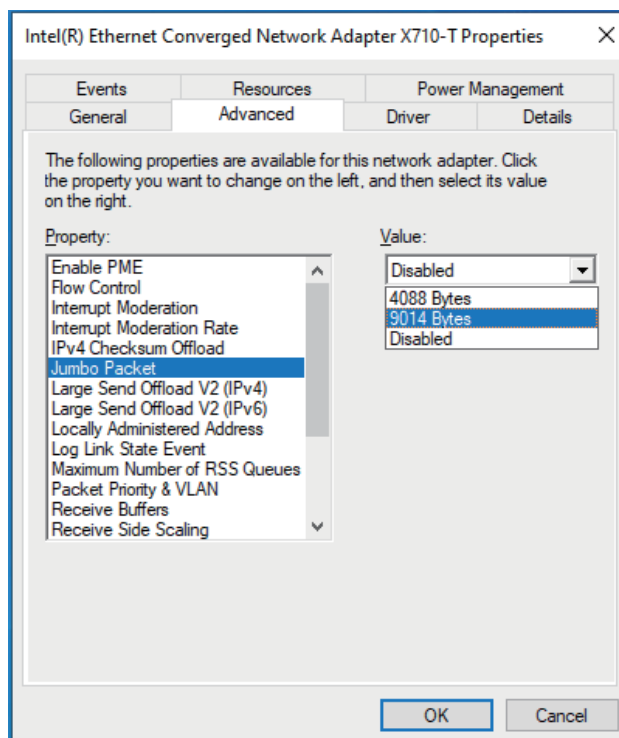 Intel(R) Ethernet Converged Network Adapter X710-T Properties
Events
Resources
Power Management
General
Advanced
Driver
Details
The following properties are available for this network adapter. Click
the property you want to change on the left, and then select its value
on the right.
Property:
Value:
Enable PME
Flow Control
Interrupt Moderation
Interrupt Moderation Rate
IPv4 Checksum Offload
Jumbo Packet
Large Send Offload V2 (IPv4)
Large Send Offload V2 (IPv6)
Locally Administered Address
Log Link State Event
Maximum Number of RSS Queues
Packet Priority & VLAN
Receive Buffers
Receive Side Scaling
Disabled
4088 Bytes
9014 Bytes
Disabled
OK
Cancel